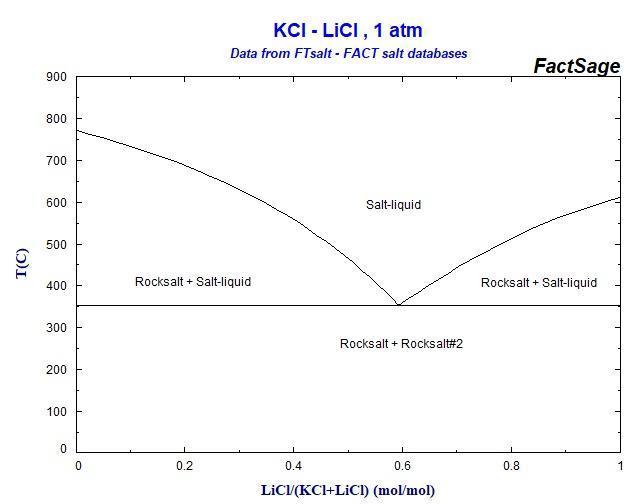 KCl - LiCl , 1 atm
Data from FTsalt - FACT salt databases
FactSage
900
800
700
600
500
400
300
200
100
0
T(C)
Salt-liquid
Rocksalt + Salt-liquid
Rocksalt + Salt-liquid
Rocksalt + Rocksalt#2
0
0.2
0.4
0.6
0.8
1
LiCl/(KCl+LiCl) (mol/mol)